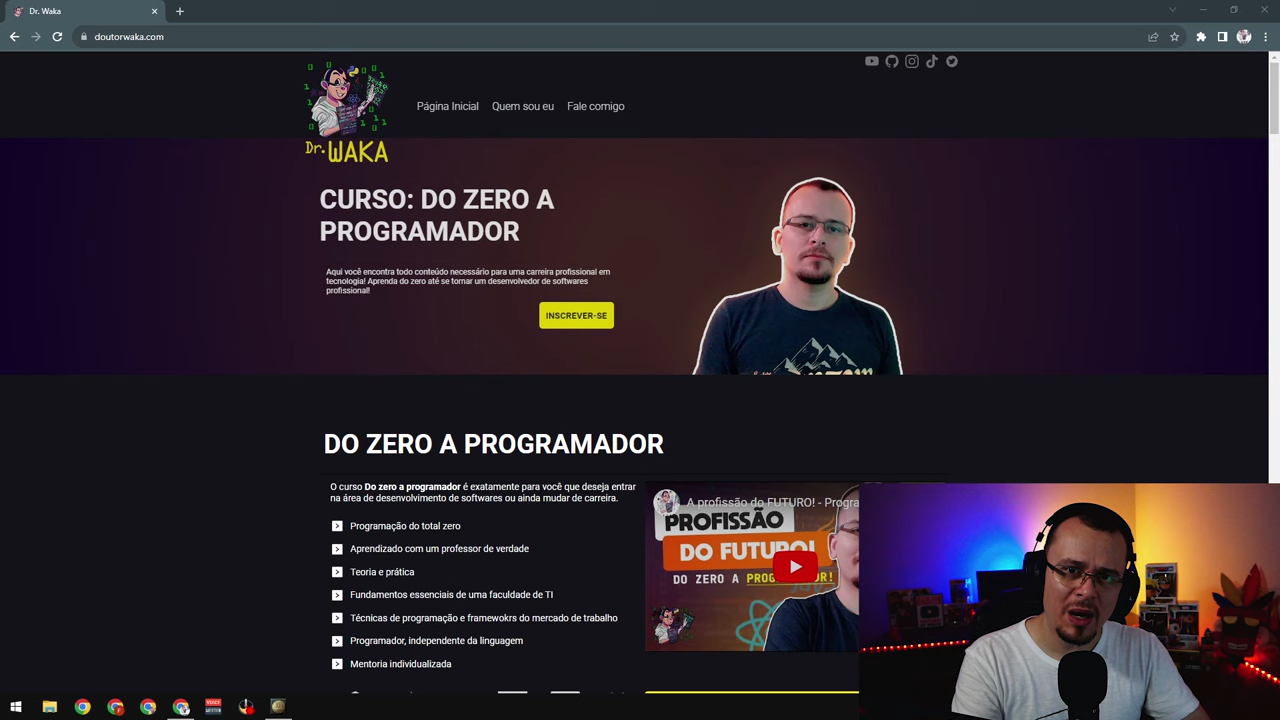 Dr. Waka
doutorwaka.com
Dr. WAKA
Página Inicial
Quem sou eu
Fale comigo
CURSO: DO ZERO A
PROGRAMADOR
Aqui você encontra todo conteúdo necessário para uma carreira profissional em
tecnologia! Aprenda do zero até se tornar um desenvolvedor de softwares
profissional!
INSCREVER-SE
DO ZERO A PROGRAMADOR
O curso Do zero a programador é exatamente para você que deseja entrar
na área de desenvolvimento de softwares ou ainda mudar de carreira.
Programação do total zero
Aprendizado com um professor de verdade
Teoria e prática
Fundamentos essenciais de uma faculdade de TI
Técnicas de programação e framewokrs do mercado de trabalho
Programador, independente da linguagem
Mentoria individualizada
A profissão do FUTURO! - Progra
PROFISSÃO
DO FUTURO!
DO ZERO A PROGRAMADOR!